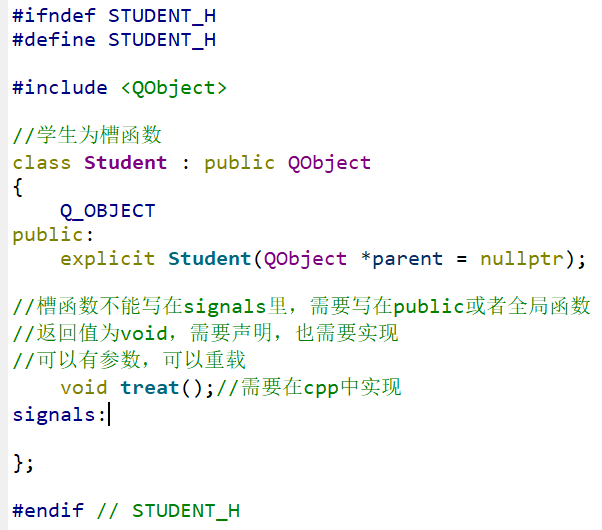 #ifndef STUDENT_H
#define STUDENT_H
#include <QObject>
//学生为槽函数
class Student : public QObject
{
Q_OBJECT
public:
explicit Student(QObject *parent = nullptr);
//槽函数不能写在signals里，需要写在public或者全局函数
//返回值为void，需要声明，也需要实现
//可以有参数，可以重载
void treat();//需要在cpp中实现
signals:
};
#endif // STUDENT_H